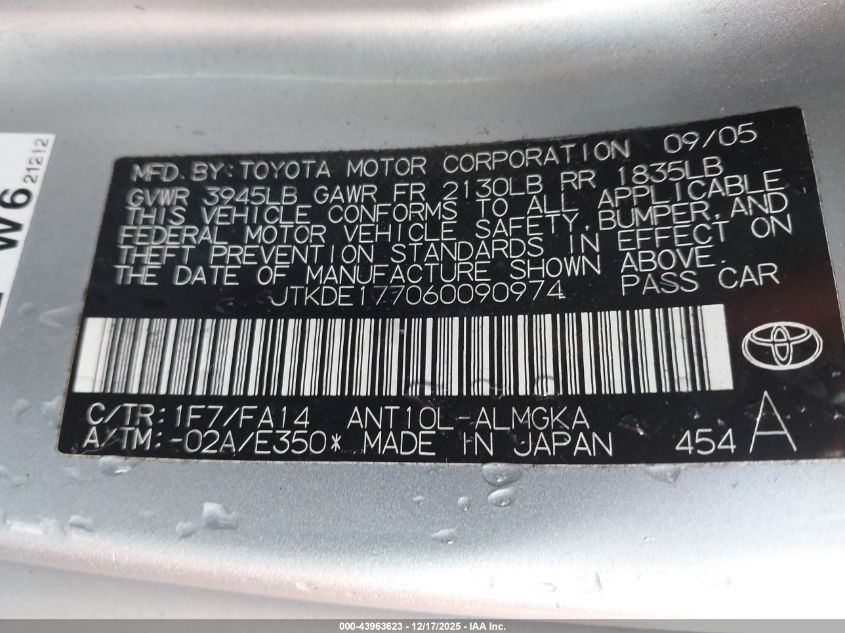 MFD. BY: TOYOTA MOTOR CORPORATION 09/05
GVWR 3945LB GAWR FR 2130LB RR 1835LB
THIS VEHICLE CONFORMS TO ALL APPLICABLE
FEDERAL MOTOR VEHICLE SAFETY, BUMPER, AND
THEFT PREVENTION STANDARDS IN EFFECT ON
THE DATE OF MANUFACTURE SHOWN ABOVE.
JTKDE177060090974 PASS CAR
C/TR: 1F7/FA14 ANT10L-ALMGKA
A/TM: -02A/E350* MADE IN JAPAN 454 A
W6
21212
000-43963623 - 12/17/2025 - IAA Inc.